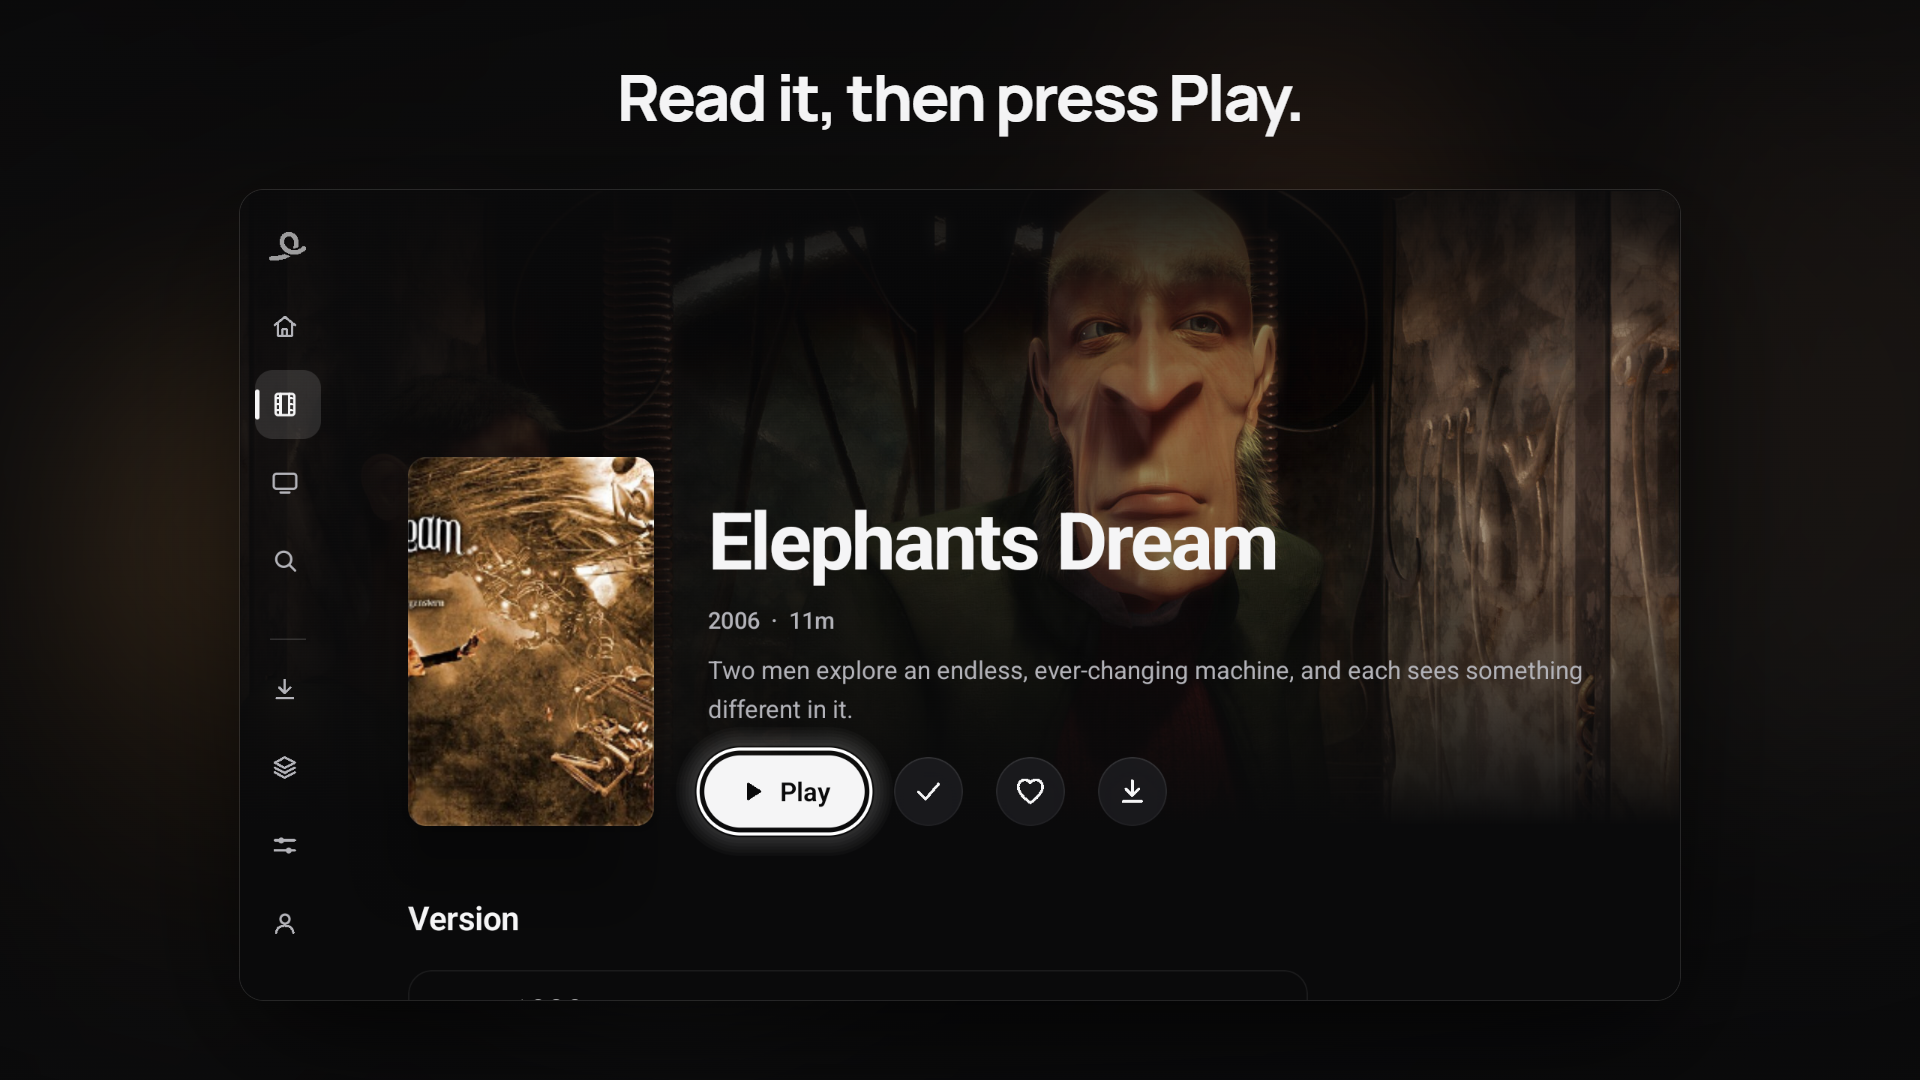 Read it, then press Play.
eam
Elephants Dream
2006 · 11m
Two men explore an endless, ever-changing machine, and each sees something
different in it.
Play
Version